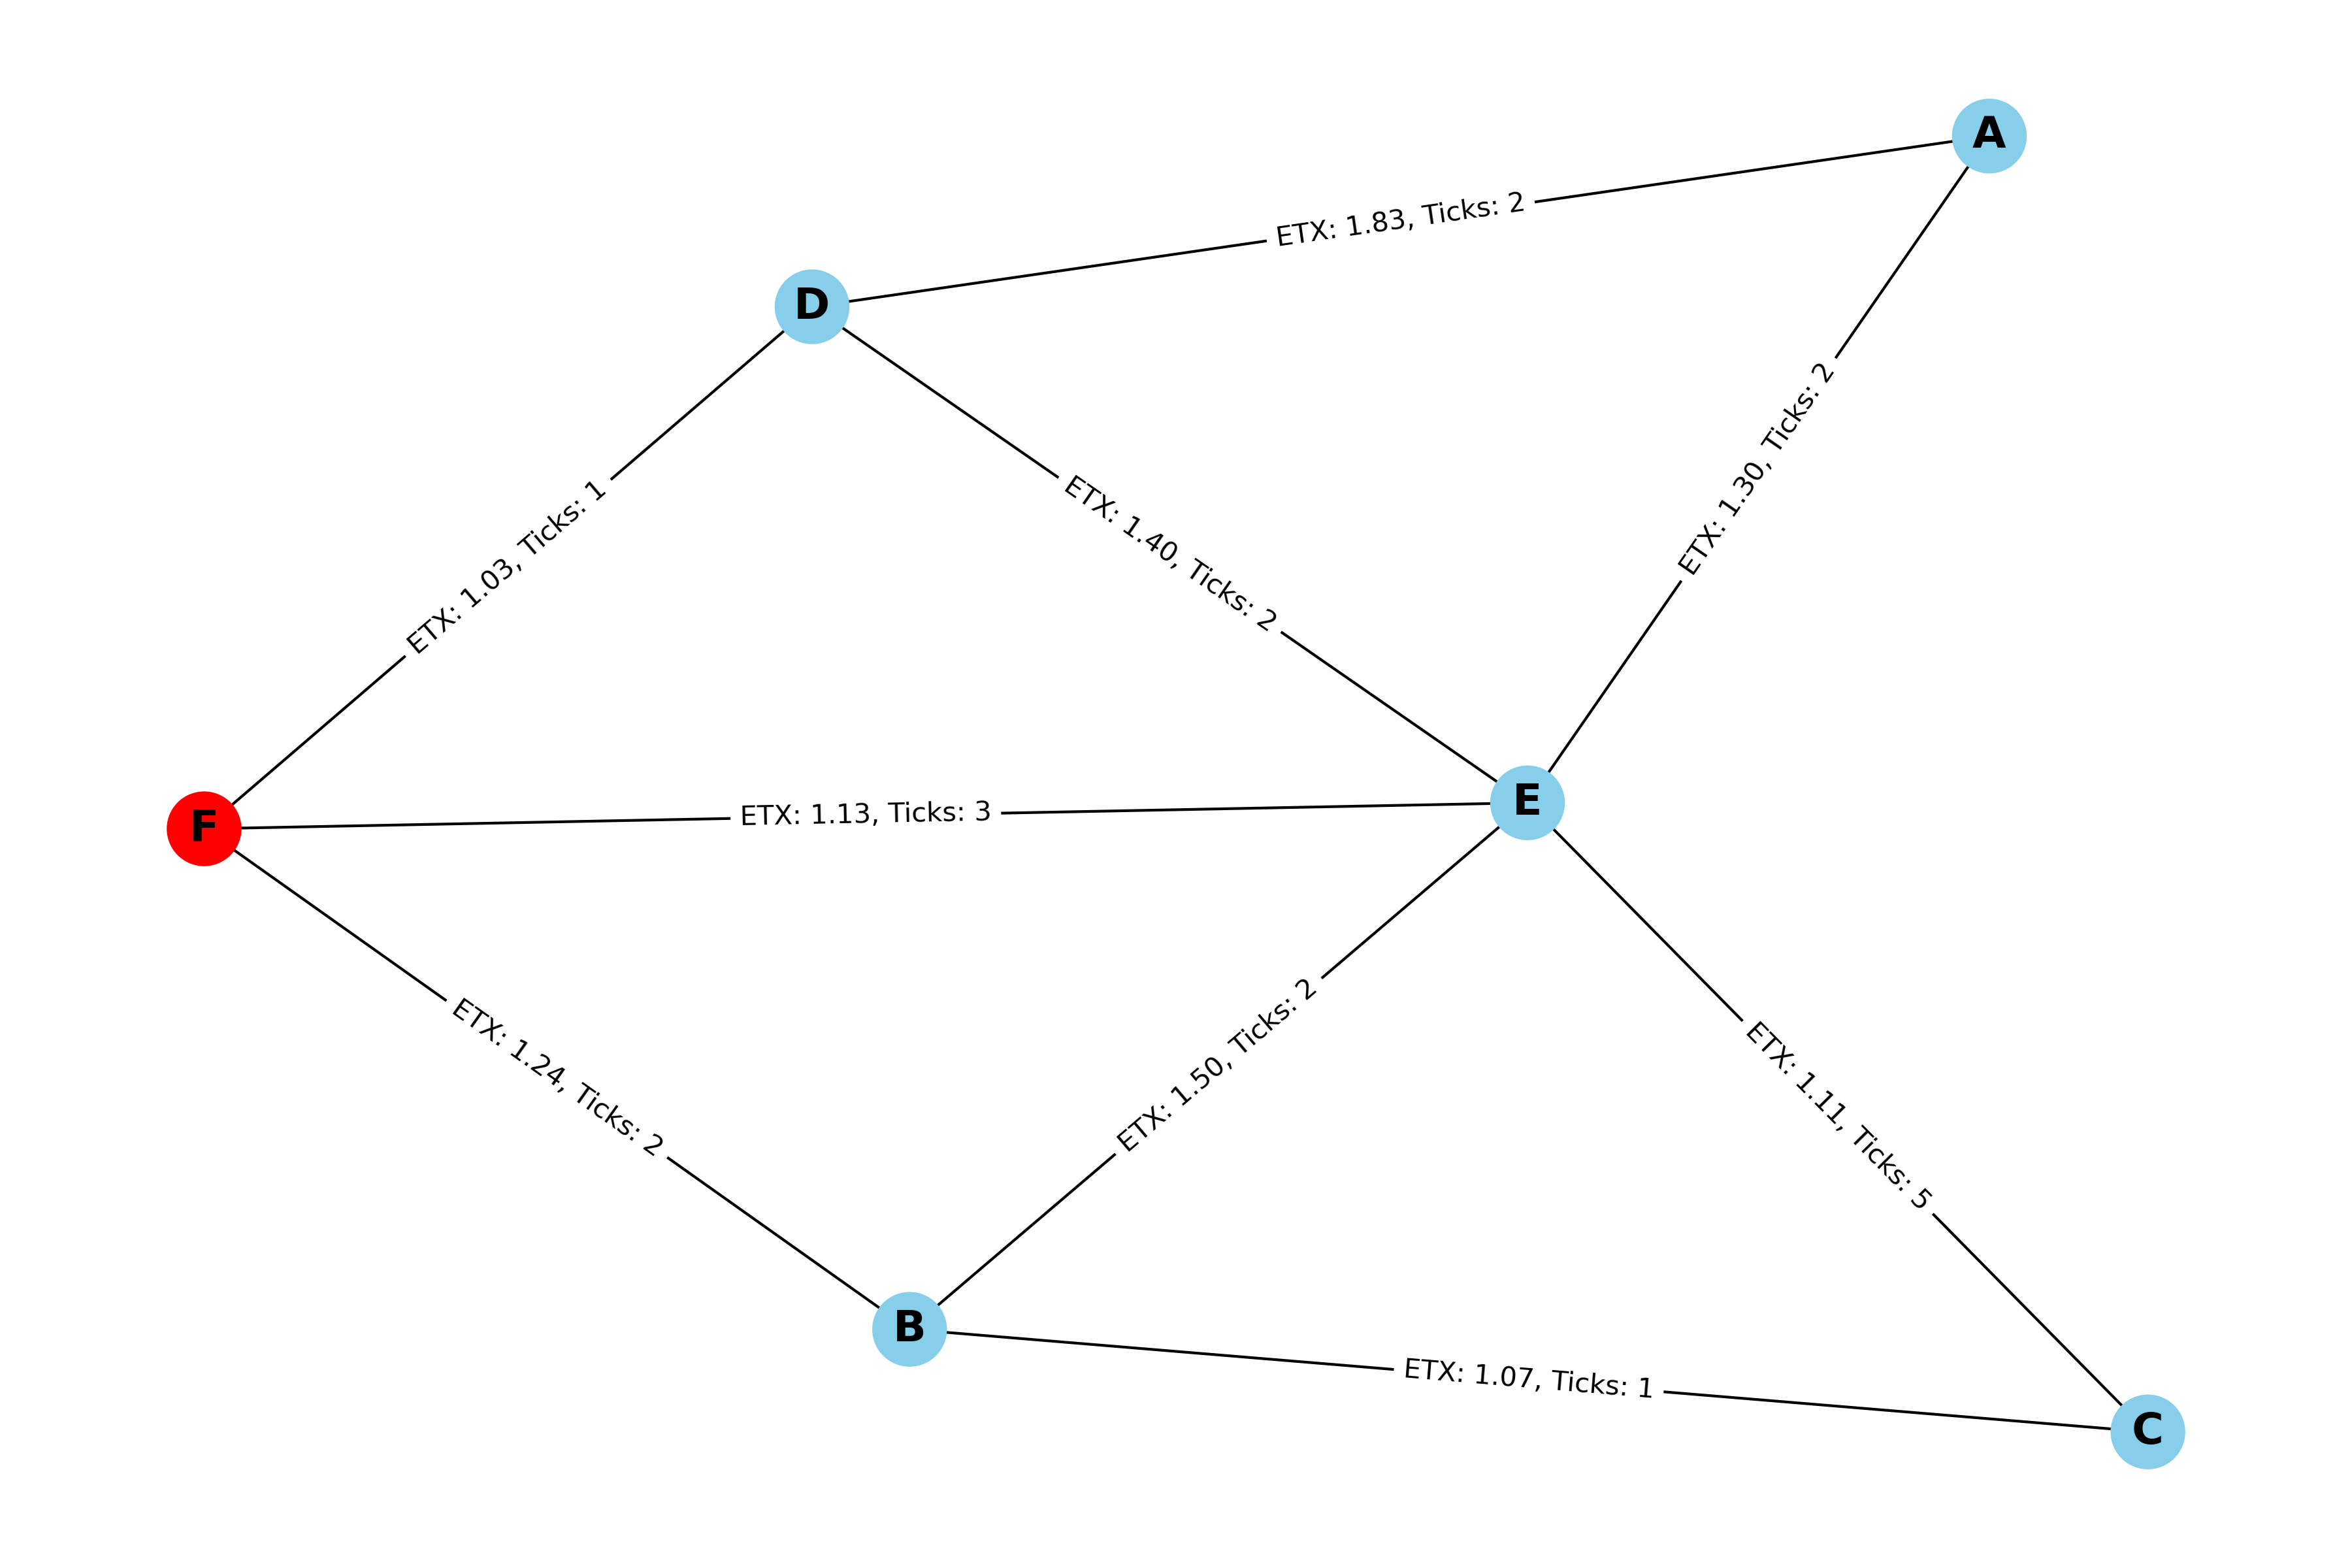 A
ETX: 1.83, Ticks: 2
D
ETX: 1.30, Ticks: 2
ETX: 1.40, Ticks: 2
ETX: 1.03, Ticks: 1
E
ETX: 1.13, Ticks: 3
F
ETX: 1.50, Ticks: 2
ETX: 1.24, Ticks: 2
ETX: 1.11, Ticks: 5
B
ETX: 1.07, Ticks: 1
C